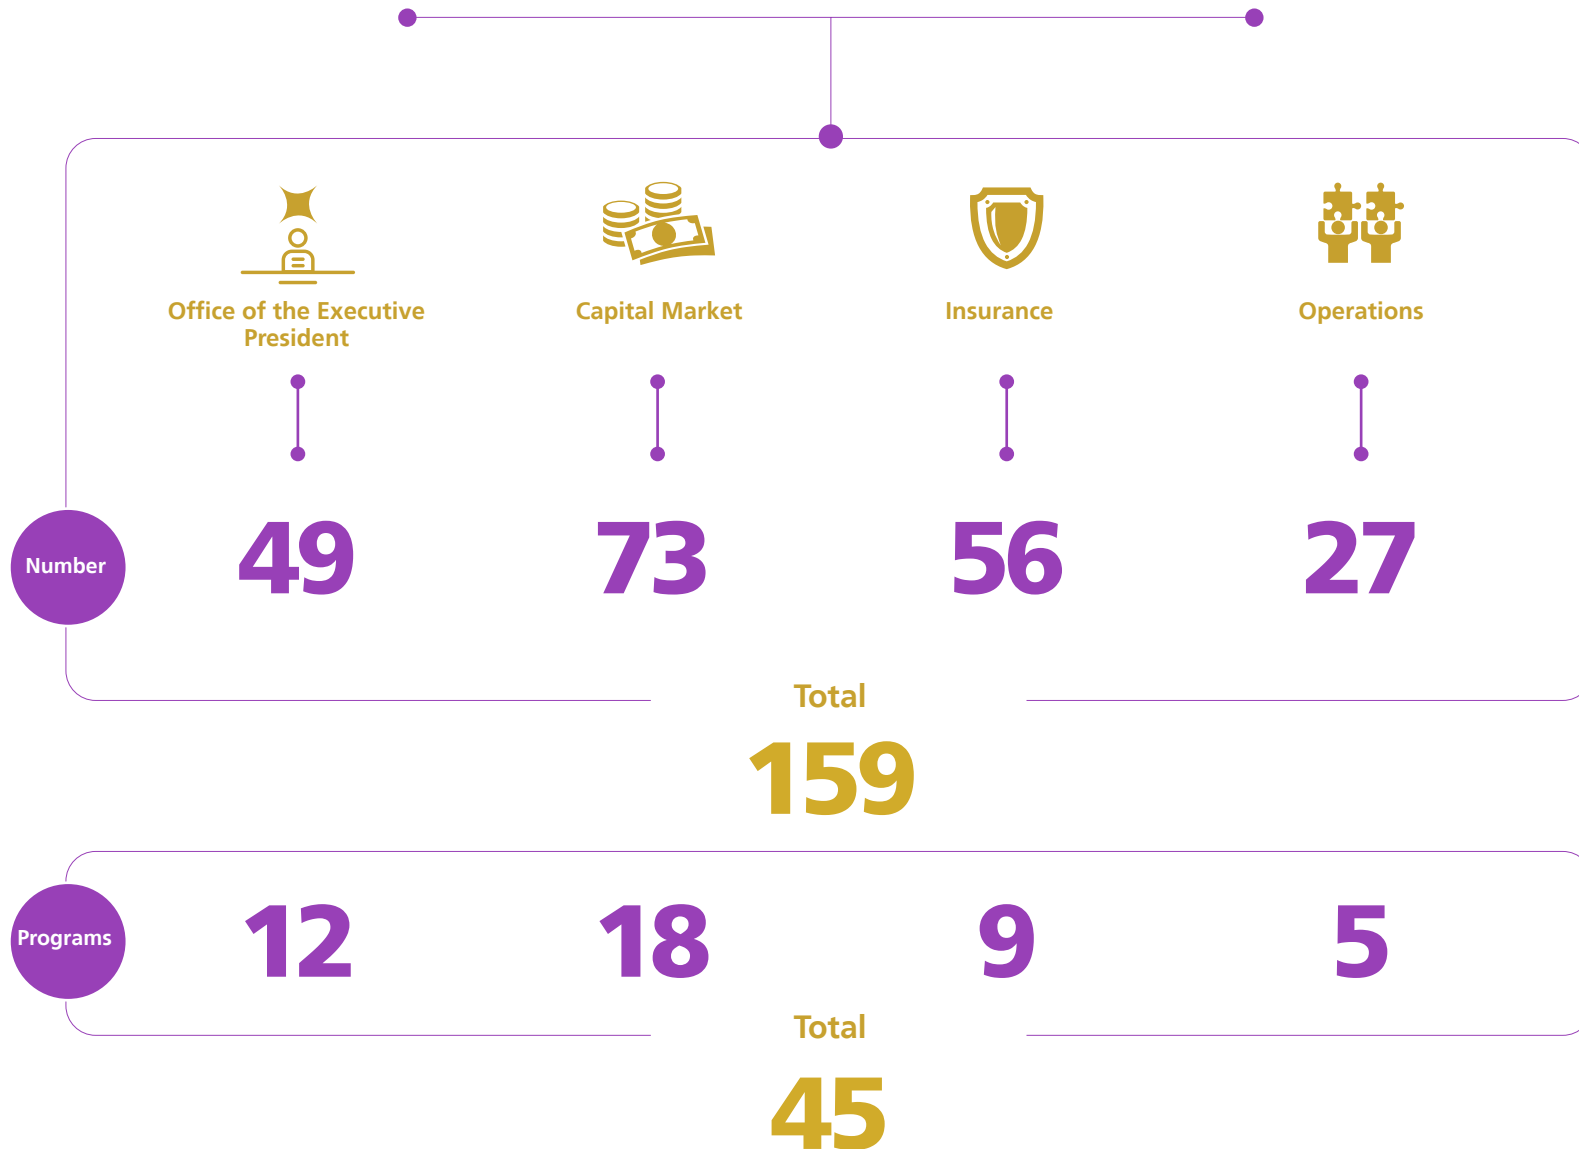 Office of the Executive
President
Capital Market
Insurance
Operations
Number
49
73
56
27
Total
159
Programs
12
18
9
5
Total
45